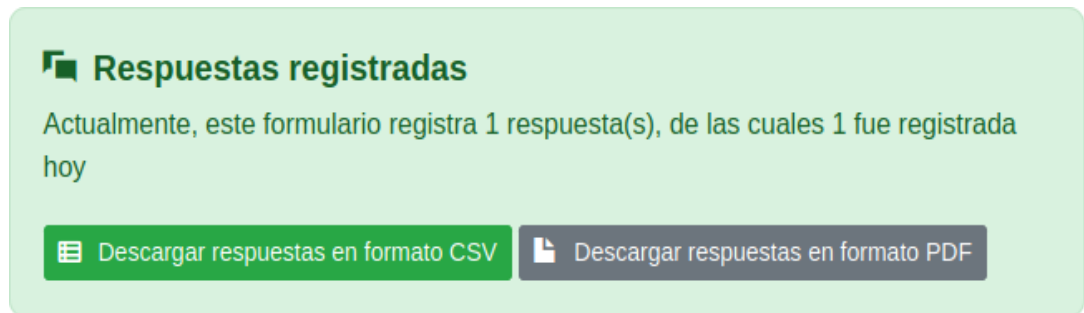 Respuestas registradas
Actualmente, este formulario registra 1 respuesta(s), de las cuales 1 fue registrada
hoy
Descargar respuestas en formato CSV
Descargar respuestas en formato PDF